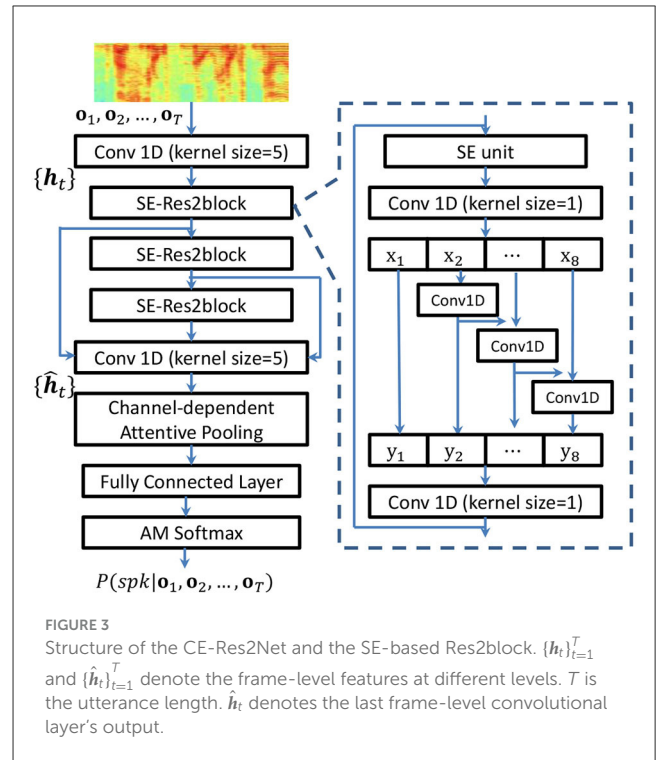 𝐨₁, 𝐨₂, …, 𝐨_T
Conv 1D (kernel size=5)
{𝒉ₜ}
SE-Res2block
SE-Res2block
SE-Res2block
Conv 1D (kernel size=5)
{𝒉̂ₜ}
Channel-dependent
Attentive Pooling
Fully Connected Layer
AM Softmax
P(spk|𝐨₁, 𝐨₂, …, 𝐨_T)
SE unit
Conv 1D (kernel size=1)
x₁ x₂ ⋯ x₈
Conv1D
Conv1D
Conv1D
y₁ y₂ ⋯ y₈
Conv 1D (kernel size=1)
FIGURE 3
Structure of the CE-Res2Net and the SE-based Res2block. {𝒉ₜ}ᵀₜ₌₁
and {𝒉̂ₜ}ᵀₜ₌₁ denote the frame-level features at different levels. T is
the utterance length. 𝒉̂ₜ denotes the last frame-level convolutional
layer's output.